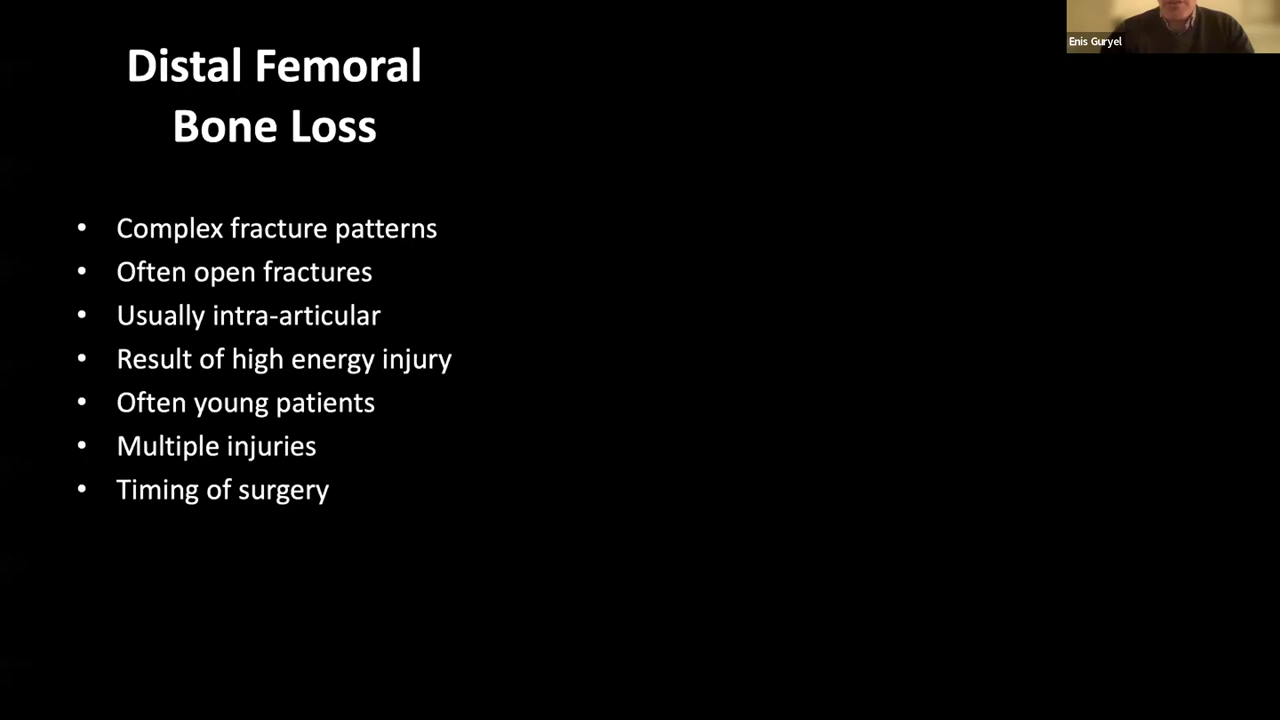 Distal Femoral
Bone Loss
• Complex fracture patterns
• Often open fractures
• Usually intra-articular
• Result of high energy injury
• Often young patients
• Multiple injuries
• Timing of surgery
Enis Guryel